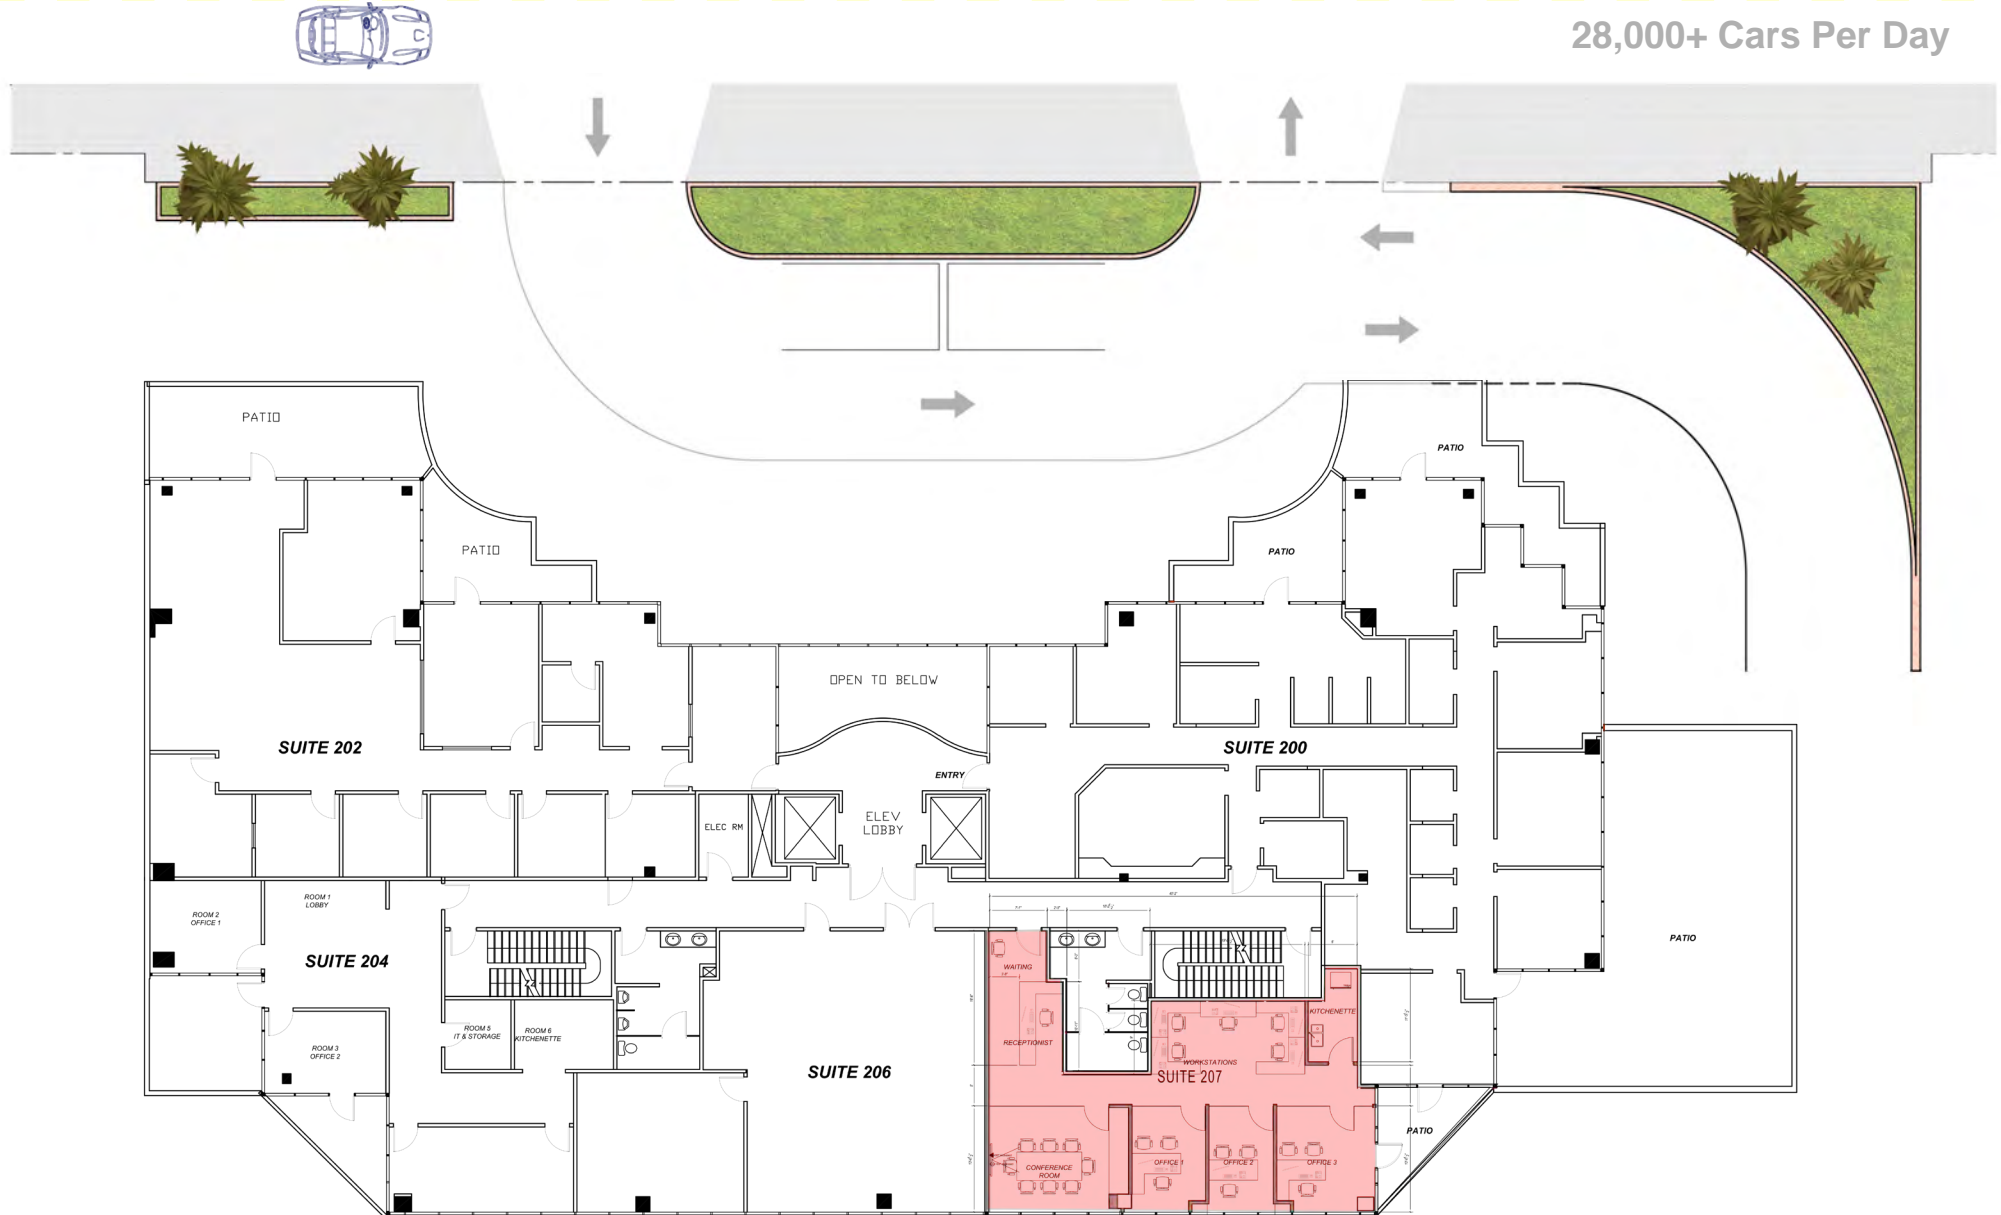 28,000+ Cars Per Day
PATIO
PATIO
PATIO
PATIO
OPEN TO BELOW
SUITE 202
SUITE 200
ENTRY
ELEC RM
ELEV
LOBBY
ROOM 1
LOBBY
ROOM 2
OFFICE 1
SUITE 204
PATIO
WAITING
KITCHENETTE
ROOM 5
IT & STORAGE
ROOM 6
KITCHENETTE
ROOM 3
OFFICE 2
RECEPTIONIST
WORKSTATIONS
SUITE 206
SUITE 207
PATIO
CONFERENCE
ROOM
OFFICE 1
OFFICE 2
OFFICE 3